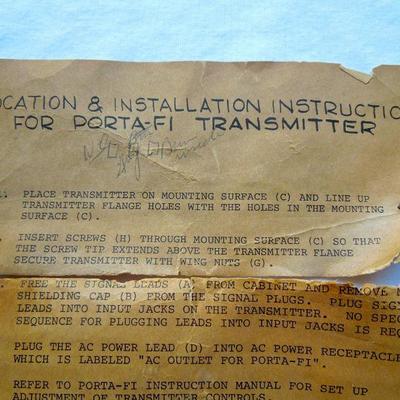 OCATION & INSTALLATION INSTRUCTIO
FOR PORTA-FI TRANSMITTER
PLACE TRANSMITTER ON MOUNTING SURFACE (C) AND LINE UP
TRANSMITTER FLANGE HOLES WITH THE HOLES IN THE MOUNTING
SURFACE (C).
INSERT SCREWS (H) THROUGH MOUNTING SURFACE (C) SO THAT
THE SCREW TIP EXTENDS ABOVE THE TRANSMITTER FLANGE
SECURE TRANSMITTER WITH WING NUTS (G).
FREE THE SIGNAL LEADS (A) FROM CABINET AND REMOVE M
SHIELDING CAP (B) FROM THE SIGNAL PLUGS. PLUG SIG
LEADS INTO INPUT JACKS ON THE TRANSMITTER. NO SPEC
SEQUENCE FOR PLUGGING LEADS INTO INPUT JACKS IS REQ
PLUG THE AC POWER LEAD (D) INTO AC POWER RECEPTACLE
WHICH IS LABELED "AC OUTLET FOR PORTA-FI".
REFER TO PORTA-FI INSTRUCTION MANUAL FOR SET UP
ADJUSTMENT OF TRANSMITTER CONTROLS.